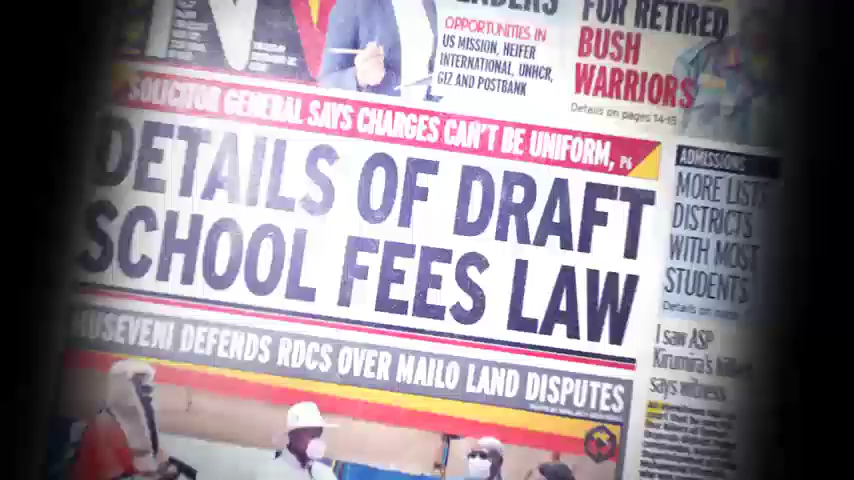 FOR RETIRED
BUSH
WARRIORS
Details on pages 14-15
OPPORTUNITIES IN
US MISSION, HEIFER
INTERNATIONAL, UNHCR,
GIZ AND POSTBANK
SOLICITOR GENERAL SAYS CHARGES CAN'T BE UNIFORM, P6
DETAILS OF DRAFT
SCHOOL FEES LAW
MUSEVENI DEFENDS RDCS OVER MAILO LAND DISPUTES
ADMISSIONS
MORE LISTS
DISTRICTS
WITH MOST
STUDENTS
Details on
I saw ASP
Kirumira's
says witness